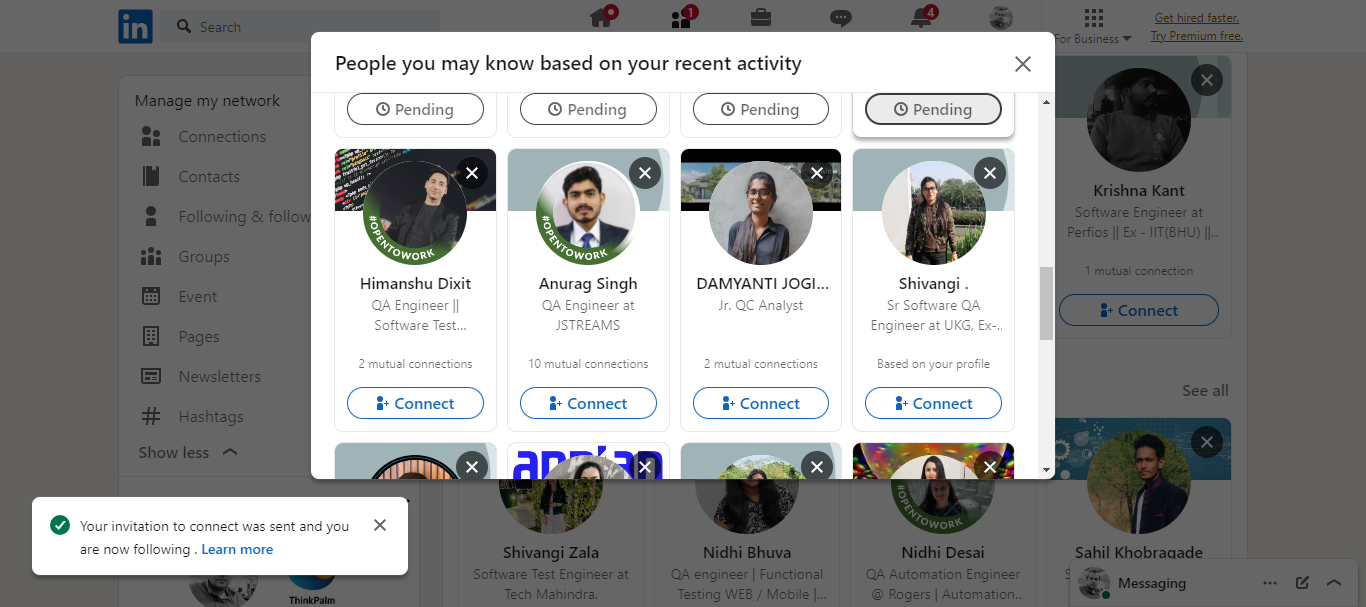 in
Search
1
4
For Business
Get hired faster.
Try Premium free.
People you may know based on your recent activity
Manage my network
Connections
Contacts
Following & follow
Groups
Event
Pages
Newsletters
Hashtags
Show less
Pending
Pending
Pending
Pending
#OPENTOWORK
Himanshu Dixit
QA Engineer ||
Software Test...
2 mutual connections
Connect
#OPENTOWORK
Anurag Singh
QA Engineer at
JSTREAMS
10 mutual connections
Connect
DAMYANTI JOGI...
Jr. QC Analyst
2 mutual connections
Connect
Shivangi .
Sr Software QA
Engineer at UKG, Ex-..
Based on your profile
Connect
Krishna Kant
Software Engineer at
Perfios || Ex - IIT(BHU) ||..
1 mutual connection
Connect
See all
Your invitation to connect was sent and you
are now following . Learn more
ThinkPalm
Shivangi Zala
Software Test Engineer at
Tech Mahindra.
Nidhi Bhuva
QA engineer | Functional
Testing WEB / Mobile |...
#OPENTOWORK
Nidhi Desai
QA Automation Engineer
@ Rogers | Automation..
Sahil Khobragade
Messaging